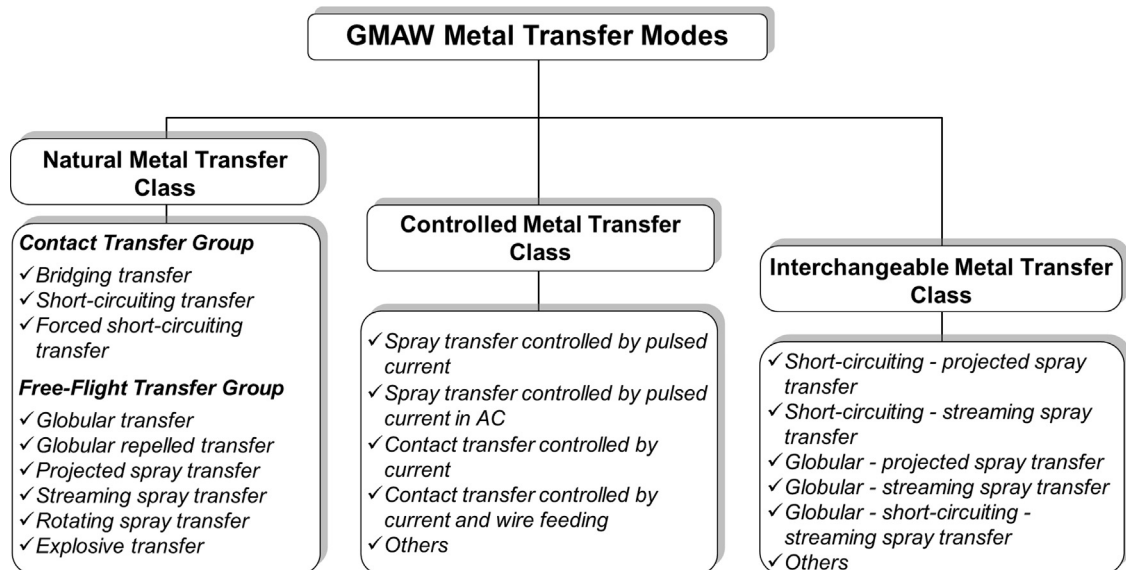 GMAW Metal Transfer Modes
Natural Metal Transfer
Class
Contact Transfer Group
✓Bridging transfer
✓Short-circuiting transfer
✓Forced short-circuiting
transfer
Free-Flight Transfer Group
✓Globular transfer
✓Globular repelled transfer
✓Projected spray transfer
✓Streaming spray transfer
✓Rotating spray transfer
✓Explosive transfer
Controlled Metal Transfer
Class
✓Spray transfer controlled by pulsed
current
✓Spray transfer controlled by pulsed
current in AC
✓Contact transfer controlled by
current
✓Contact transfer controlled by
current and wire feeding
✓Others
Interchangeable Metal Transfer
Class
✓Short-circuiting - projected spray
transfer
✓Short-circuiting - streaming spray
transfer
✓Globular - projected spray transfer
✓Globular - streaming spray transfer
✓Globular - short-circuiting -
streaming spray transfer
✓Others